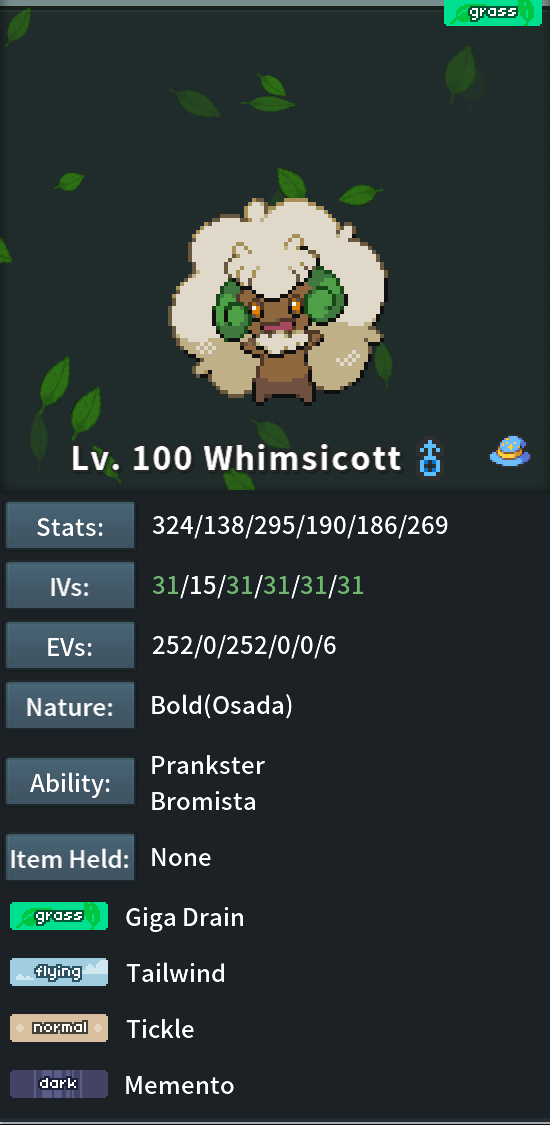 grass
Lv. 100 Whimsicott
Stats: 324/138/295/190/186/269
IVs: 31/15/31/31/31/31
EVs: 252/0/252/0/0/6
Nature: Bold(Osada)
Ability: Prankster
Bromista
Item Held: None
grass Giga Drain
flying Tailwind
normal Tickle
dark Memento